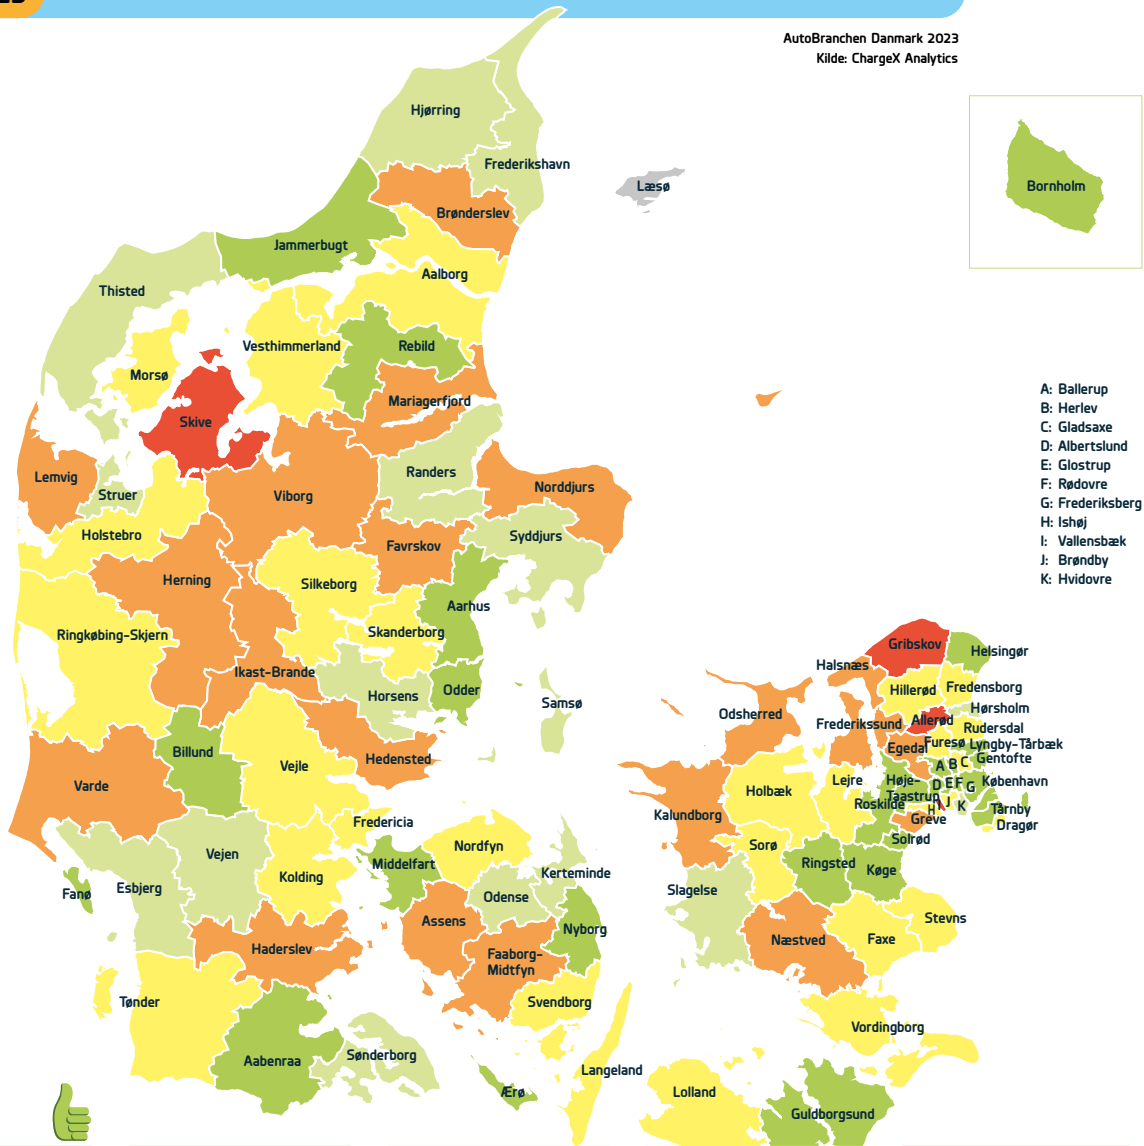 AutoBranchen Danmark 2023
Kilde: ChargeX Analytics
Hjørring
Frederikshavn
Læsø
Bornholm
Brønderslev
Jammerbugt
Aalborg
Thisted
Vesthimmerland
Rebild
Morsø
Mariagerfjord
Skive
A: Ballerup
B: Herlev
C: Gladsaxe
D: Albertslund
E: Glostrup
F: Rødovre
G: Frederiksberg
H: Ishøj
I: Vallensbæk
J: Brøndby
K: Hvidovre
Lemvig
Struer
Viborg
Randers
Norddjurs
Holstebro
Favrskov
Syddjurs
Herning
Silkeborg
Aarhus
Ringkøbing-Skjern
Skanderborg
Ikast-Brande
Horsens
Odder
Samsø
Gribskov
Helsingør
Halsnæs
Hillerød
Fredensborg
Hørsholm
Odsherred
Frederikssund
Allerød
Rudersdal
Egedal
Furesø
Lyngby-Tårbæk
Gentofte
A
B
C
Billund
Vejle
Hedensted
Varde
Holbæk
Lejre
Høje-
Taastrup
D
E
F
G
København
Roskilde
H
I
J
K
Tårnby
Kalundborg
Greve
Dragør
Fredericia
Solrød
Sorø
Nordfyn
Vejen
Middelfart
Kerteminde
Ringsted
Køge
Kolding
Esbjerg
Fanø
Odense
Slagelse
Assens
Nyborg
Stevns
Haderslev
Faaborg-
Midtfyn
Næstved
Faxe
Tønder
Svendborg
Vordingborg
Aabenraa
Sønderborg
Langeland
Ærø
Lolland
Guldborgsund